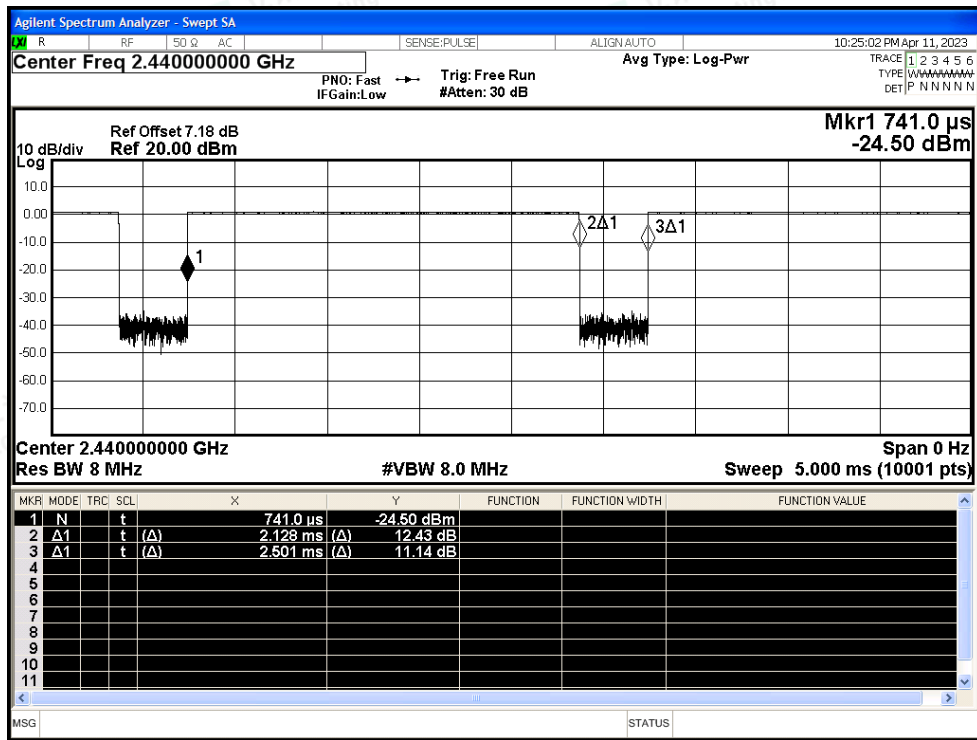 Agilent Spectrum Analyzer - Swept SA
LXI R RF 50 Ω AC SENSE:PULSE ALIGNAUTO 10:25:02 PM Apr 11, 2023
Center Freq 2.440000000 GHz
PNO: Fast
IFGain:Low
Trig: Free Run
#Atten: 30 dB
Avg Type: Log-Pwr
TRACE 1 2 3 4 5 6
TYPE
DET P N N N N N
Ref Offset 7.18 dB
10 dB/div Ref 20.00 dBm
Log
Mkr1 741.0 µs
-24.50 dBm
10.0
0.00
-10.0
-20.0
-30.0
-40.0
-50.0
-60.0
-70.0
1
2Δ1
3Δ1
Center 2.440000000 GHz Span 0 Hz
Res BW 8 MHz #VBW 8.0 MHz Sweep 5.000 ms (10001 pts)
MKR MODE TRC SCL X Y FUNCTION FUNCTION WIDTH FUNCTION VALUE
1 N t 741.0 µs -24.50 dBm
2 Δ1 t (Δ) 2.128 ms (Δ) 12.43 dB
3 Δ1 t (Δ) 2.501 ms (Δ) 11.14 dB
4
5
6
7
8
9
10
11
MSG STATUS